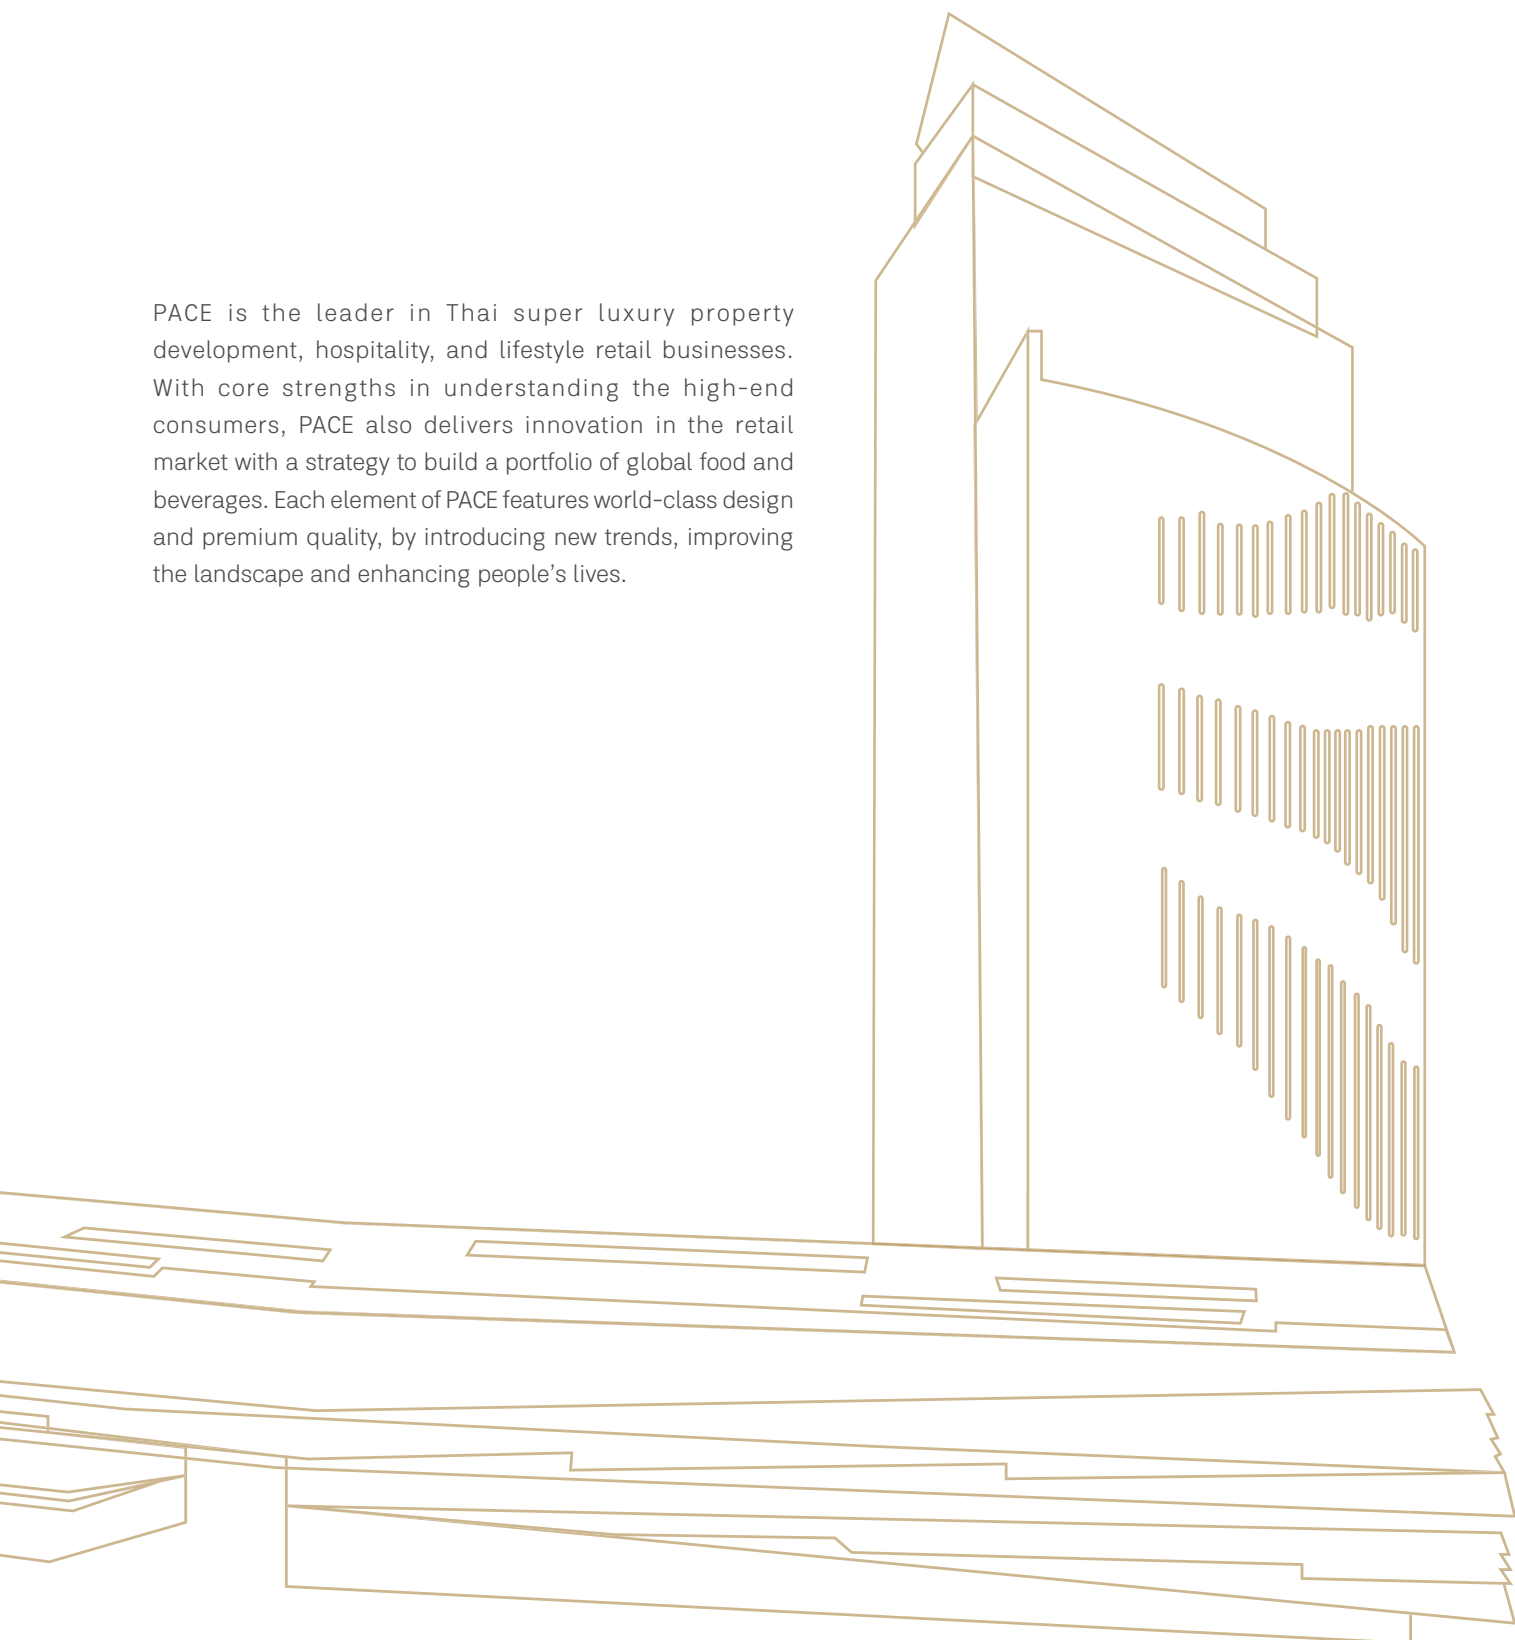 PACE is the leader in Thai super luxury property
development, hospitality, and lifestyle retail businesses.
With core strengths in understanding the high-end
consumers, PACE also delivers innovation in the retail
market with a strategy to build a portfolio of global food and
beverages. Each element of PACE features world-class design
and premium quality, by introducing new trends, improving
the landscape and enhancing people’s lives.